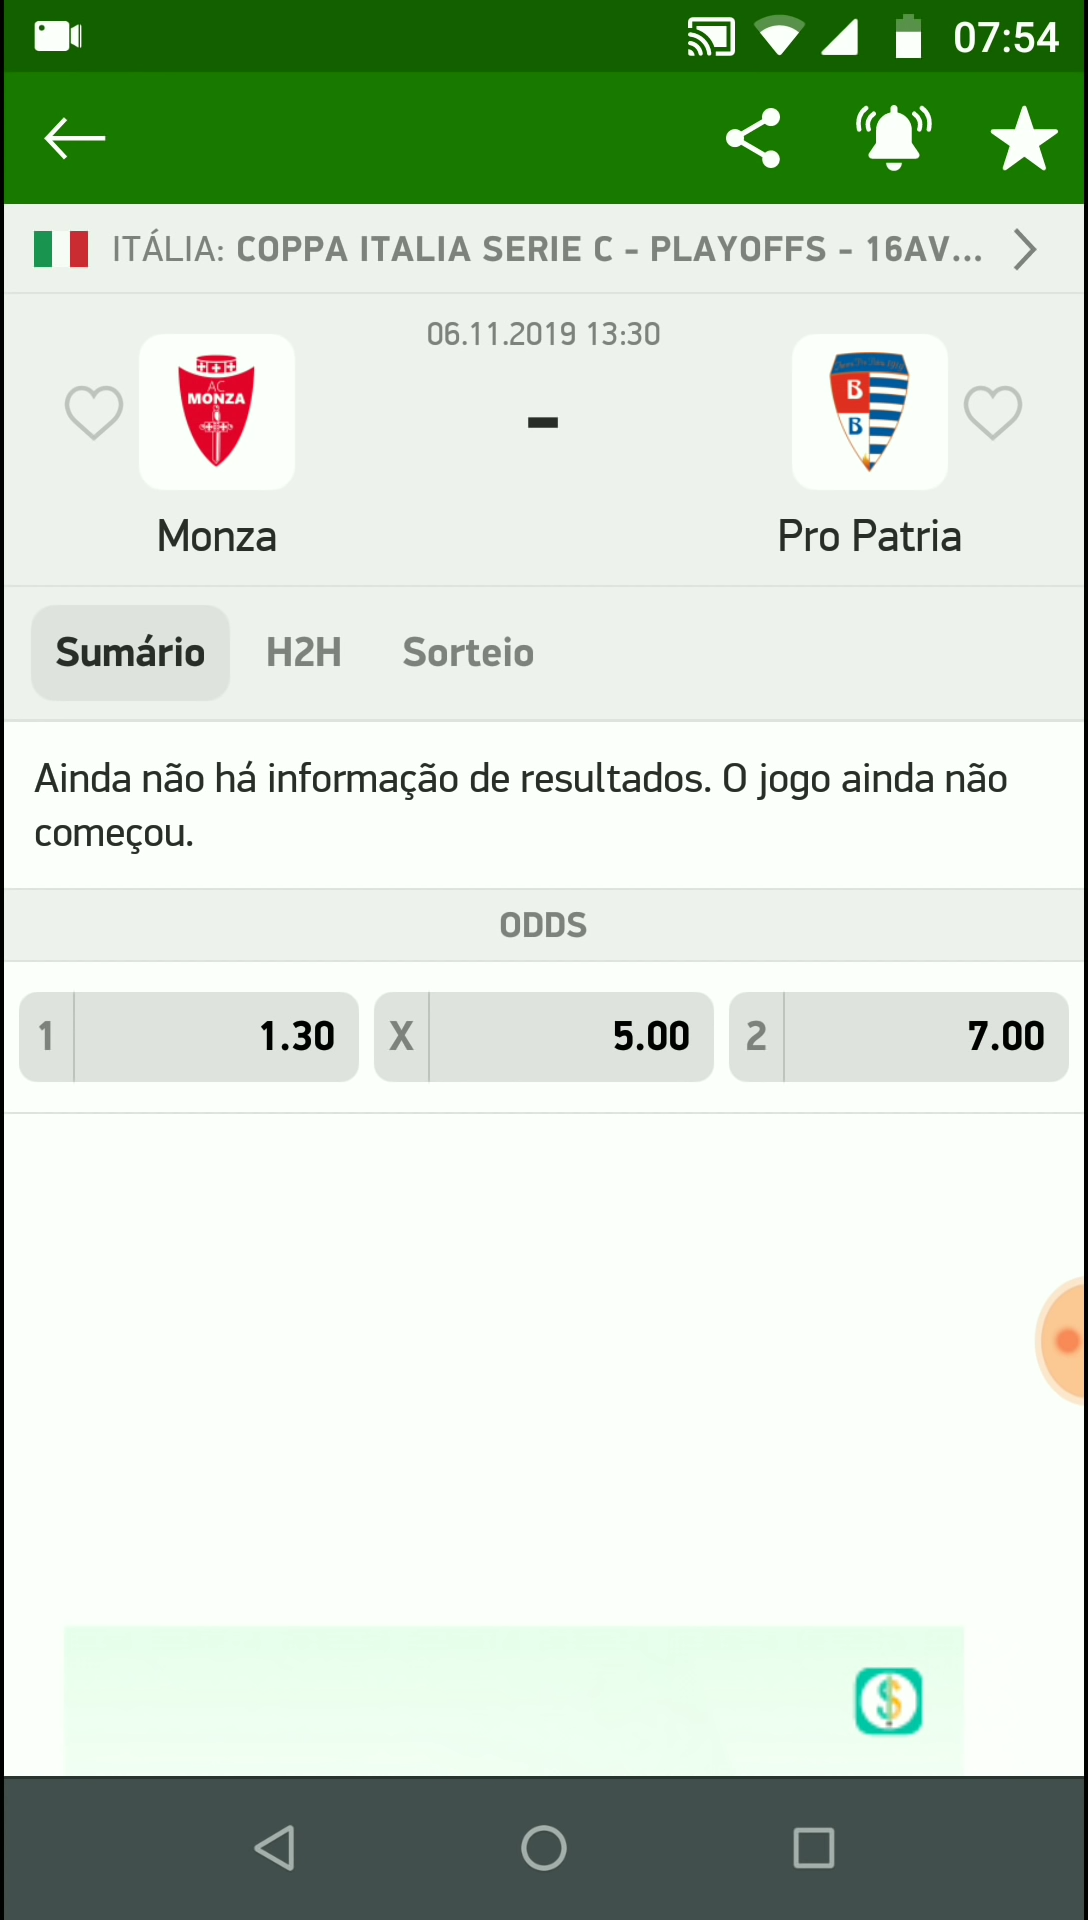 07:54
ITÁLIA: COPPA ITALIA SERIE C - PLAYOFFS - 16AV...
06.11.2019 13:30
AC
MONZA
B
B
-
Monza
Pro Patria
Sumário
H2H
Sorteio
Ainda não há informação de resultados. O jogo ainda não
começou.
ODDS
1
1.30
X
5.00
2
7.00
$